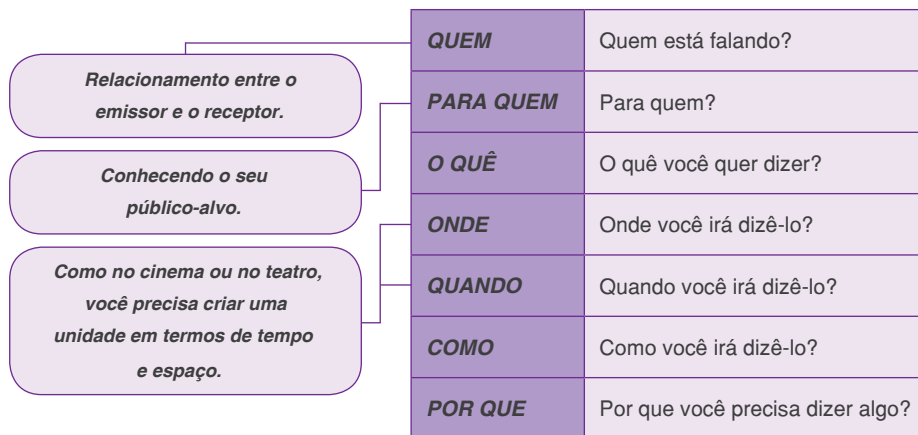 Relacionamento entre o
emissor e o receptor.
Conhecendo o seu
público-alvo.
Como no cinema ou no teatro,
você precisa criar uma
unidade em termos de tempo
e espaço.
QUEM Quem está falando?
PARA QUEM Para quem?
O QUÊ O quê você quer dizer?
ONDE Onde você irá dizê-lo?
QUANDO Quando você irá dizê-lo?
COMO Como você irá dizê-lo?
POR QUE Por que você precisa dizer algo?